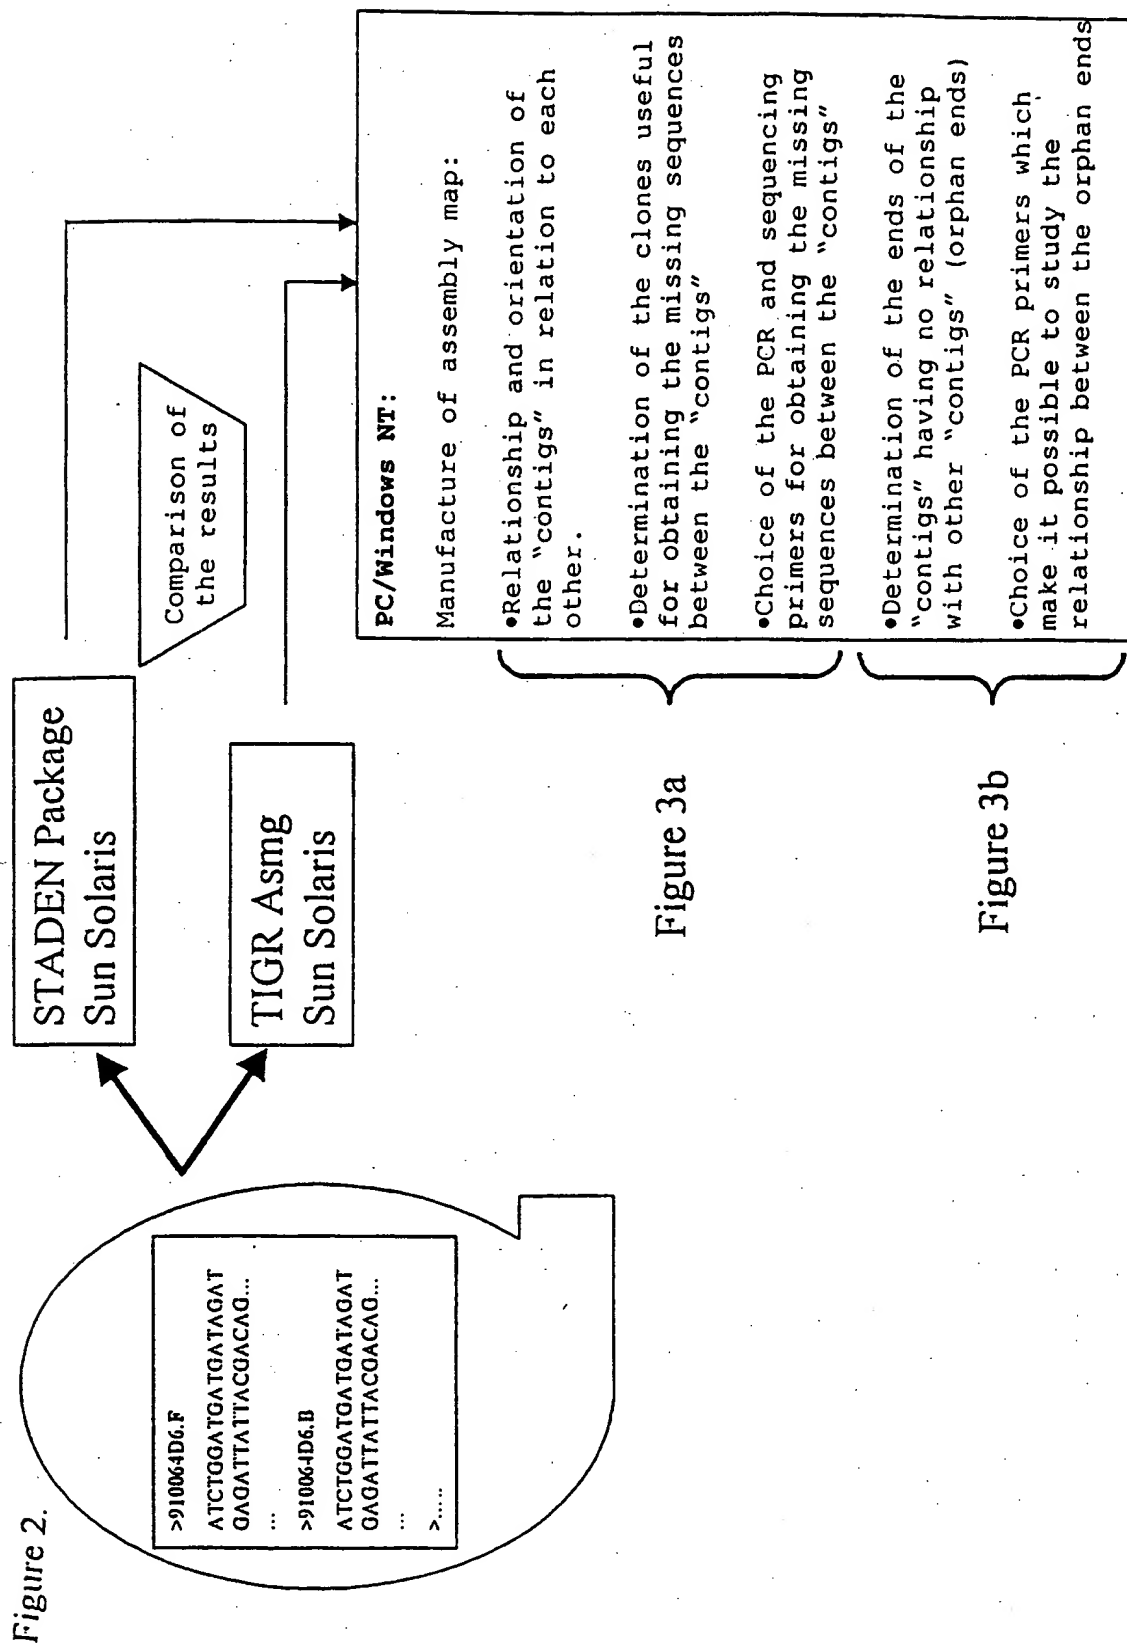 Figure 2.
>910064D6.F
ATCTGGATGATGATAGAT
GAGATTATTACGACAG...
...
>910064D6.B
ATCTGGATGATGATAGAT
GAGATTATTACGACAG...
...
>.....
STADEN Package
Sun Solaris
TIGR Asmg
Sun Solaris
Comparison of
the results
PC/Windows NT:
Manufacture of assembly map:
•Relationship and orientation of
the "contigs" in relation to each
other.
•Determination of the clones useful
for obtaining the missing sequences
between the "contigs"
•Choice of the PCR and sequencing
primers for obtaining the missing
sequences between the "contigs"
•Determination of the ends of the
"contigs" having no relationship
with other "contigs" (orphan ends)
•Choice of the PCR primers which
make it possible to study the
relationship between the orphan ends
Figure 3a
Figure 3b